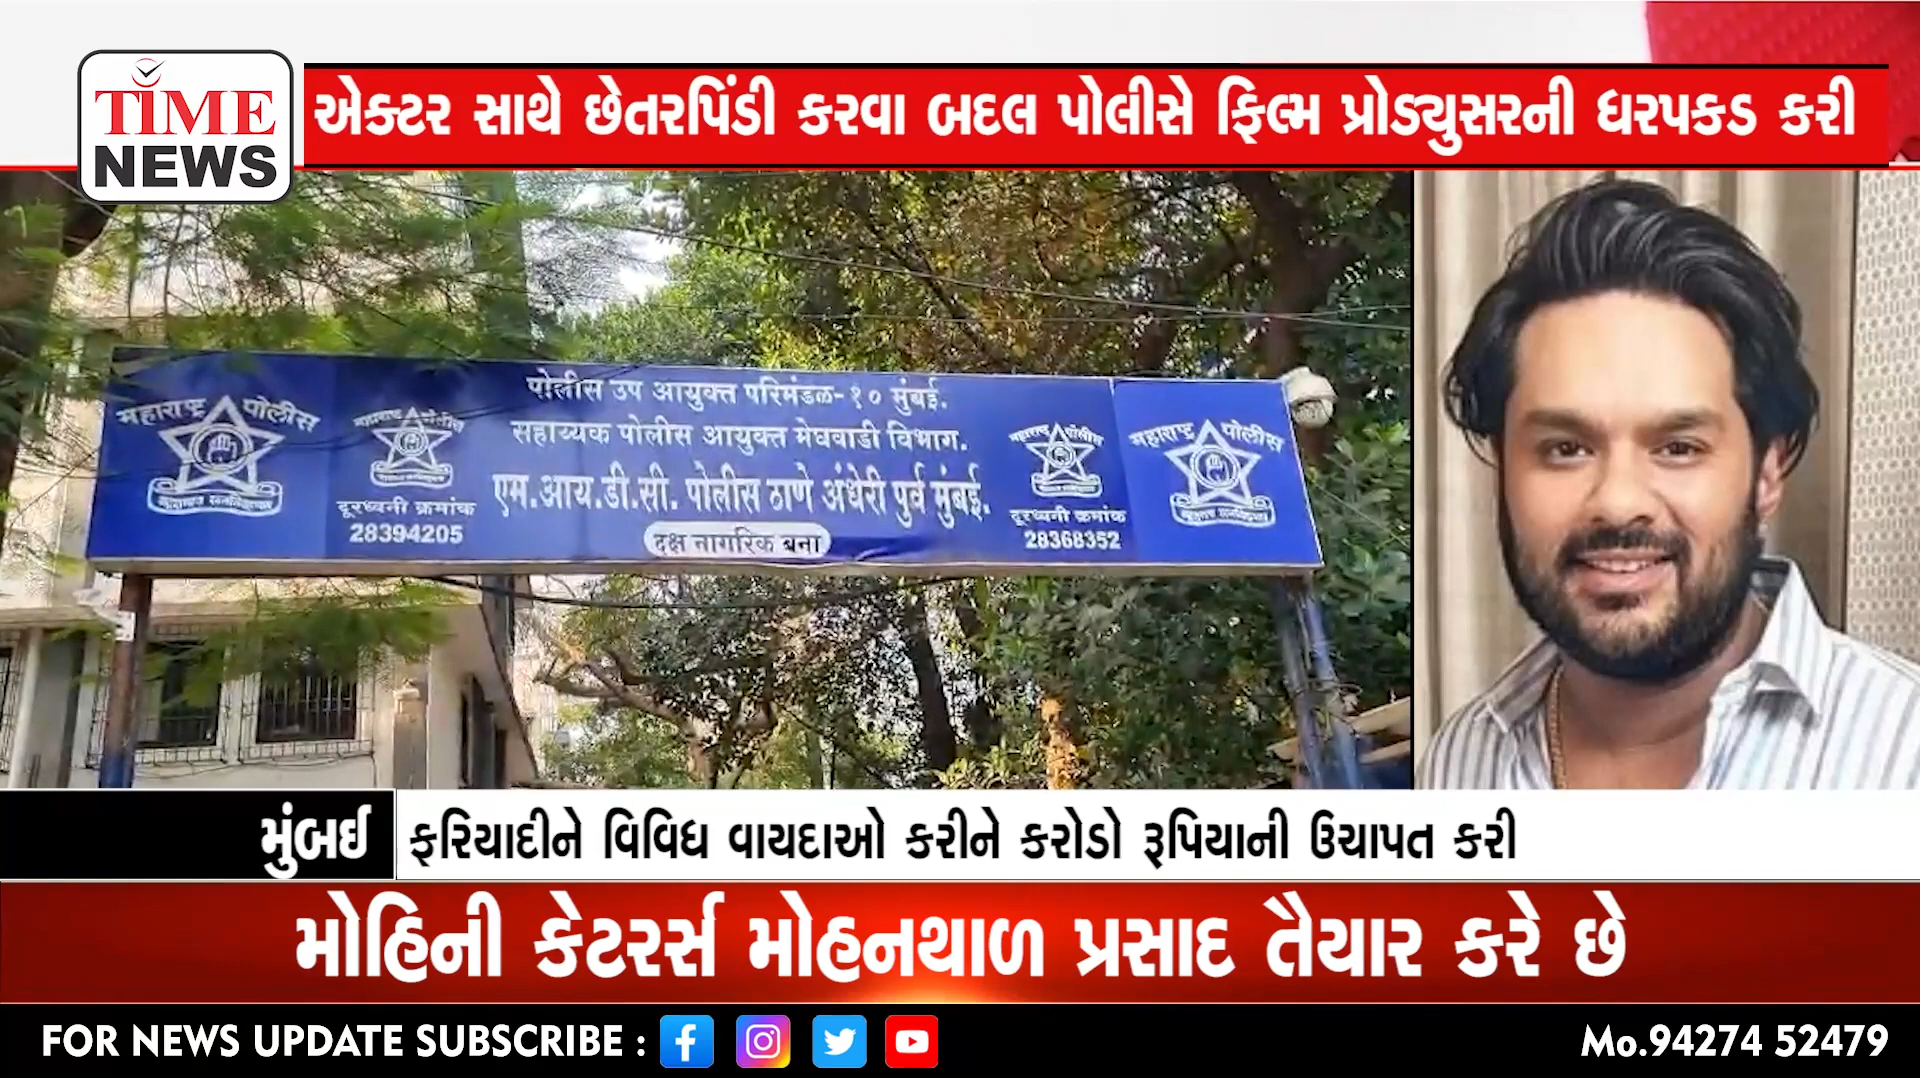 TIME
NEWS
એક્ટર સાથે છેતરપિંડી કરવા બદલ પોલીસે ફિલ્મ પ્રોડ્યુસરની ધરપકડ કરી
पोलीस उप आयुक्त परिमंडळ-१० मुंबई.
सहाय्यक पोलीस आयुक्त मेघवाडी विभाग.
एम.आय.डी.सी. पोलीस ठाणे अंधेरी पुर्व मुंबई.
दक्ष नागरिक बना
महाराष्ट्र पोलीस
महाराष्ट्र पोलीस
दूरध्वनी क्रमांक
28394205
महाराष्ट्र पोलीस
दूरध्वनी क्रमांक
28368352
महाराष्ट्र पोलीस
મુંબઈ
ફરિયાદીને વિવિધ વાયદાઓ કરીને કરોડો રૂપિયાની ઉચાપત કરી
મોહિની કેટરર્સ મોહનથાળ પ્રસાદ તૈયાર કરે છે
FOR NEWS UPDATE SUBSCRIBE :
Mo.94274 52479